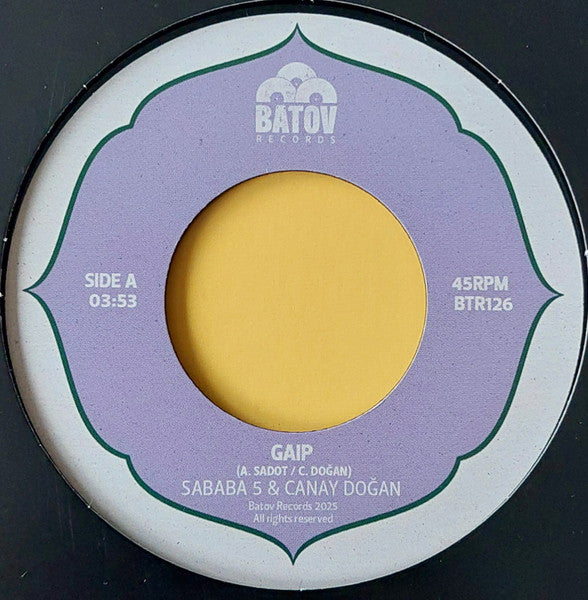 BATOV
RECORDS
SIDE A
03:53
45RPM
BTR126
GAIP
(A. SADOT / C. DOĞAN)
SABABA 5 & CANAY DOĞAN
Batov Records 2025
All rights reserved